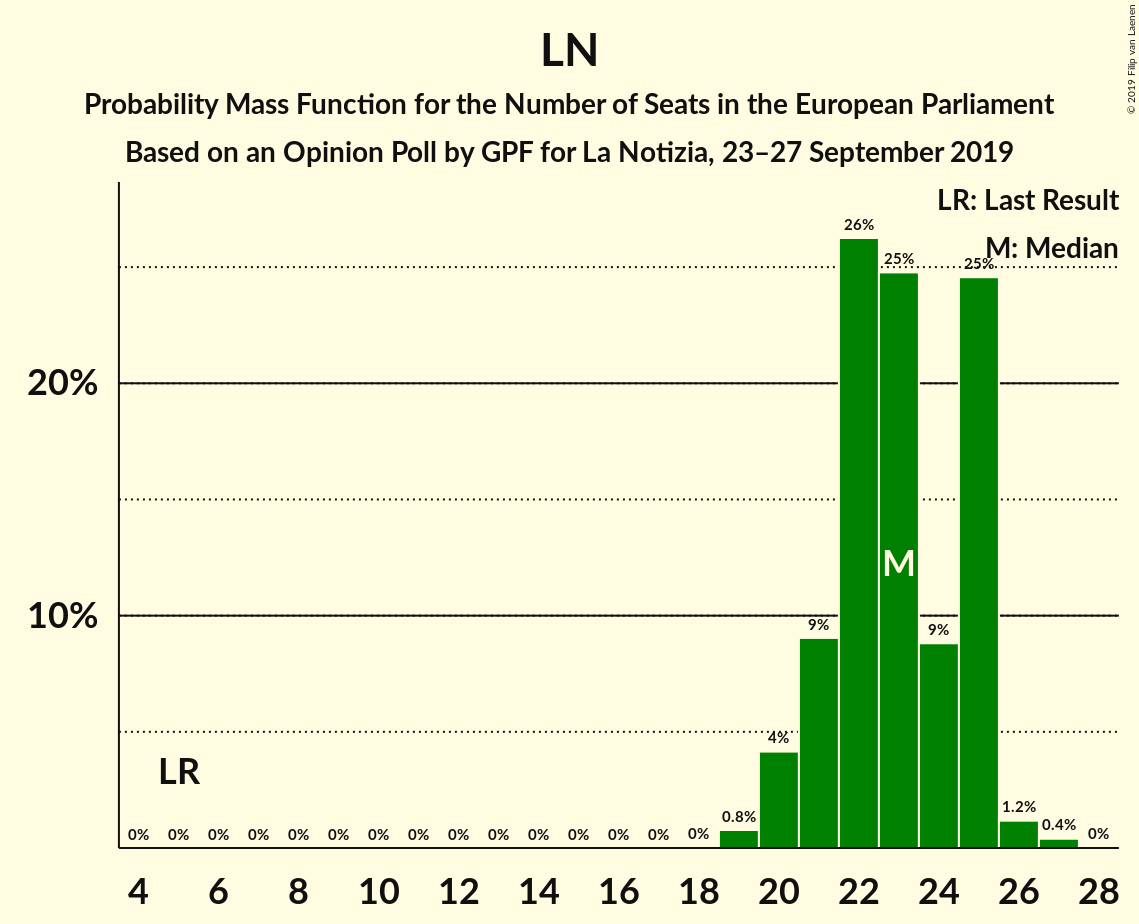 LN
Probability Mass Function for the Number of Seats in the European Parliament
Based on an Opinion Poll by GPF for La Notizia, 23–27 September 2019
© 2019 Filip van Laenen
LR: Last Result
M: Median
26%
25%
25%
20%
M
10%
9%
9%
4%
LR
0% 0% 0% 0% 0% 0% 0% 0% 0% 0% 0% 0% 0% 0% 0% 0.8% 1.2% 0.4% 0%
4 6 8 10 12 14 16 18 20 22 24 26 28